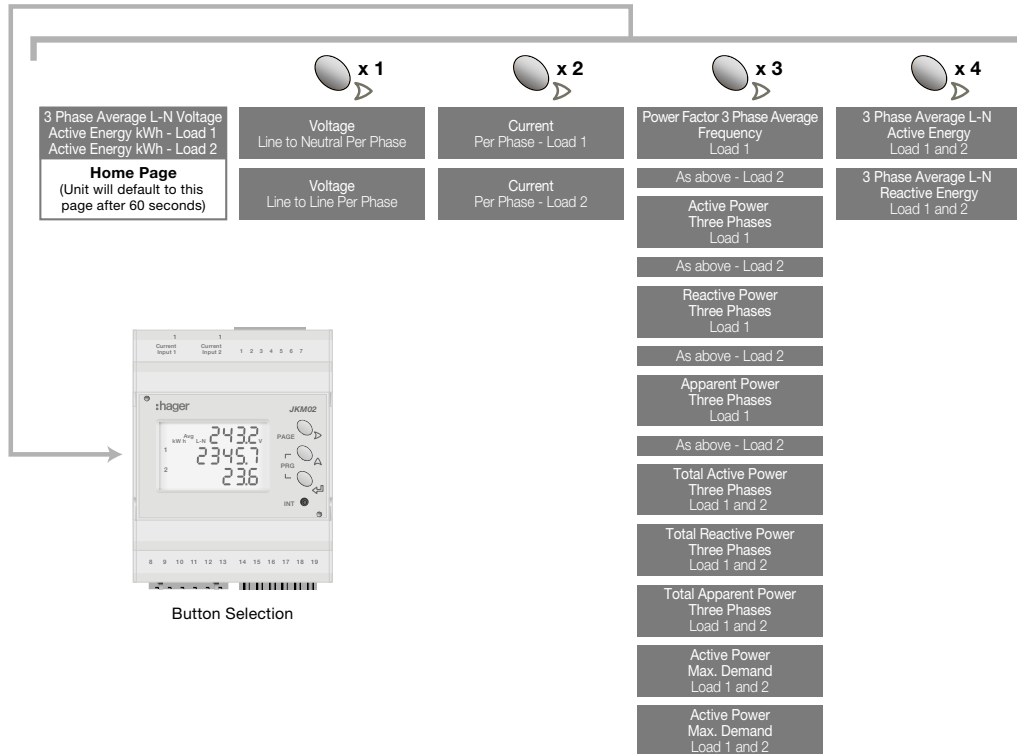 x 1
x 2
x 3
x 4
3 Phase Average L-N Voltage
Active Energy kWh - Load 1
Active Energy kWh - Load 2
Home Page
(Unit will default to this
page after 60 seconds)
Voltage
Line to Neutral Per Phase
Voltage
Line to Line Per Phase
Current
Per Phase - Load 1
Current
Per Phase - Load 2
Power Factor 3 Phase Average
Frequency
Load 1
As above - Load 2
Active Power
Three Phases
Load 1
As above - Load 2
Reactive Power
Three Phases
Load 1
As above - Load 2
Apparent Power
Three Phases
Load 1
As above - Load 2
Total Active Power
Three Phases
Load 1 and 2
Total Reactive Power
Three Phases
Load 1 and 2
Total Apparent Power
Three Phases
Load 1 and 2
Active Power
Max. Demand
Load 1 and 2
Active Power
Max. Demand
Load 1 and 2
3 Phase Average L-N
Active Energy
Load 1 and 2
3 Phase Average L-N
Reactive Energy
Load 1 and 2
1 1
Current Current
Input 1 Input 2 1 2 3 4 5 6 7
:hager
JKM02
Avg
kW h L-N 243.2 V
1 2345.7
2 23.6
PAGE
PRG
INT
8 9 10 11 12 13 14 15 16 17 18 19
Button Selection